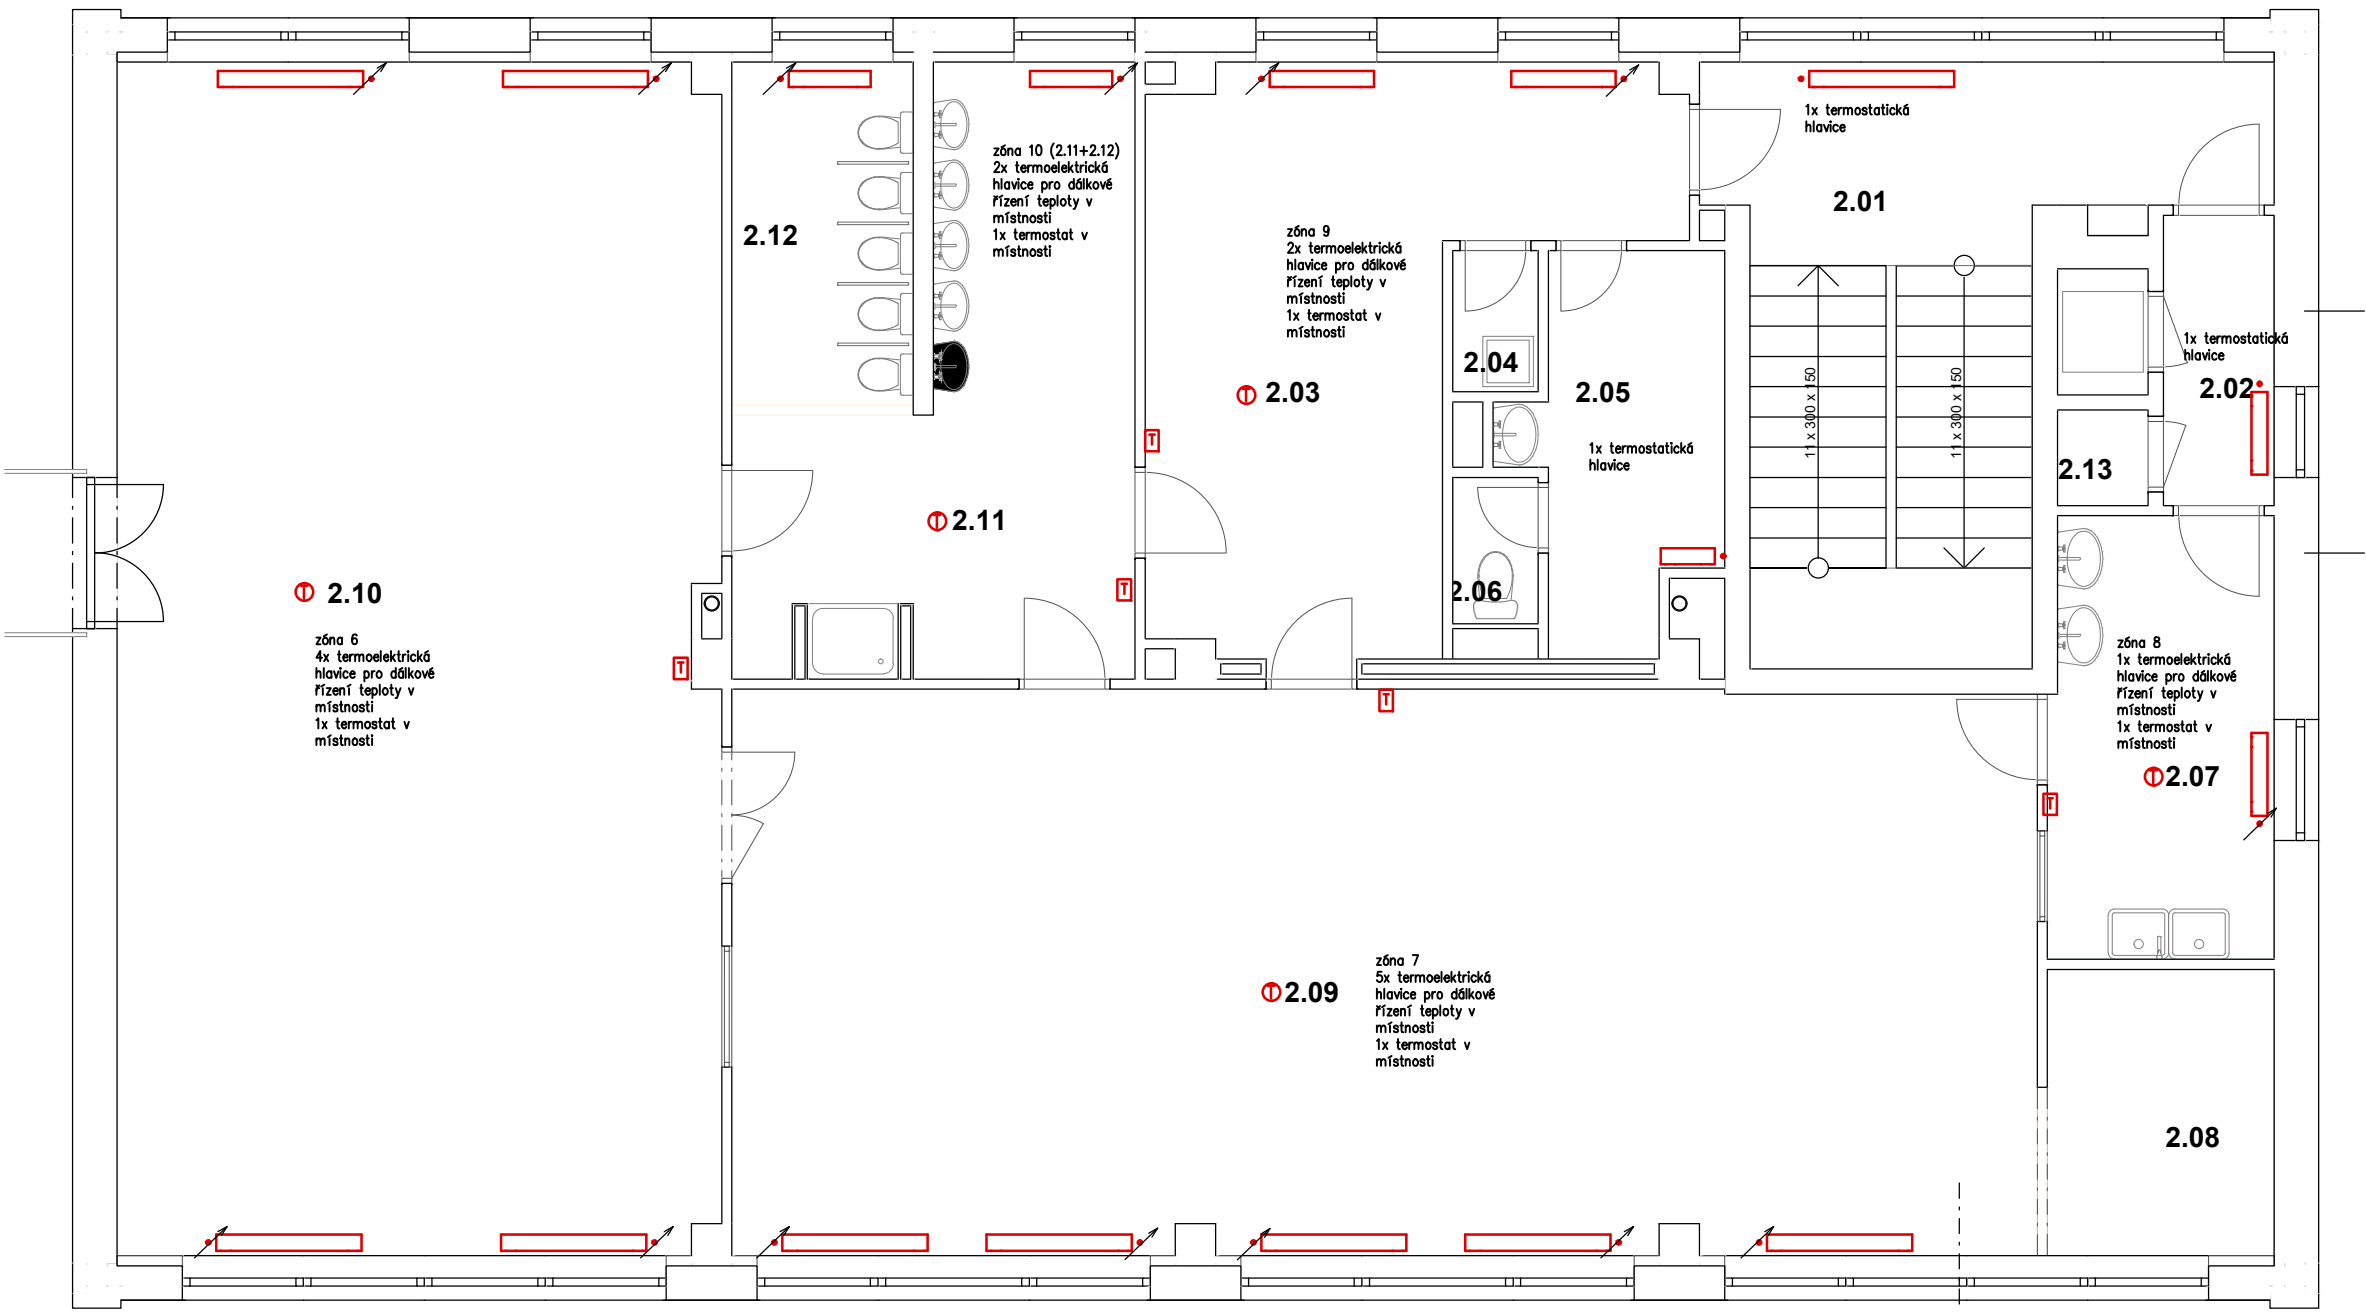 1x termostatická
hlavice
zóna 10 (2.11+2.12)
2x termoelektrická
hlavice pro dálkové
řízení teploty v
místnosti
1x termostat v
místnosti
2.12
2.01
zóna 9
2x termoelektrická
hlavice pro dálkové
řízení teploty v
místnosti
1x termostat v
místnosti
1x termostatická
hlavice
2.04
2.02
T 2.03
2.05
11 x 300 x 150
11 x 300 x 150
T
1x termostatická
hlavice
2.13
T 2.11
T
T 2.10
2.06
zóna 6
4x termoelektrická
hlavice pro dálkové
řízení teploty v
místnosti
1x termostat v
místnosti
T
T
zóna 8
1x termoelektrická
hlavice pro dálkové
řízení teploty v
místnosti
1x termostat v
místnosti
T 2.07
T
zóna 7
5x termoelektrická
hlavice pro dálkové
řízení teploty v
místnosti
1x termostat v
místnosti
T 2.09
2.08